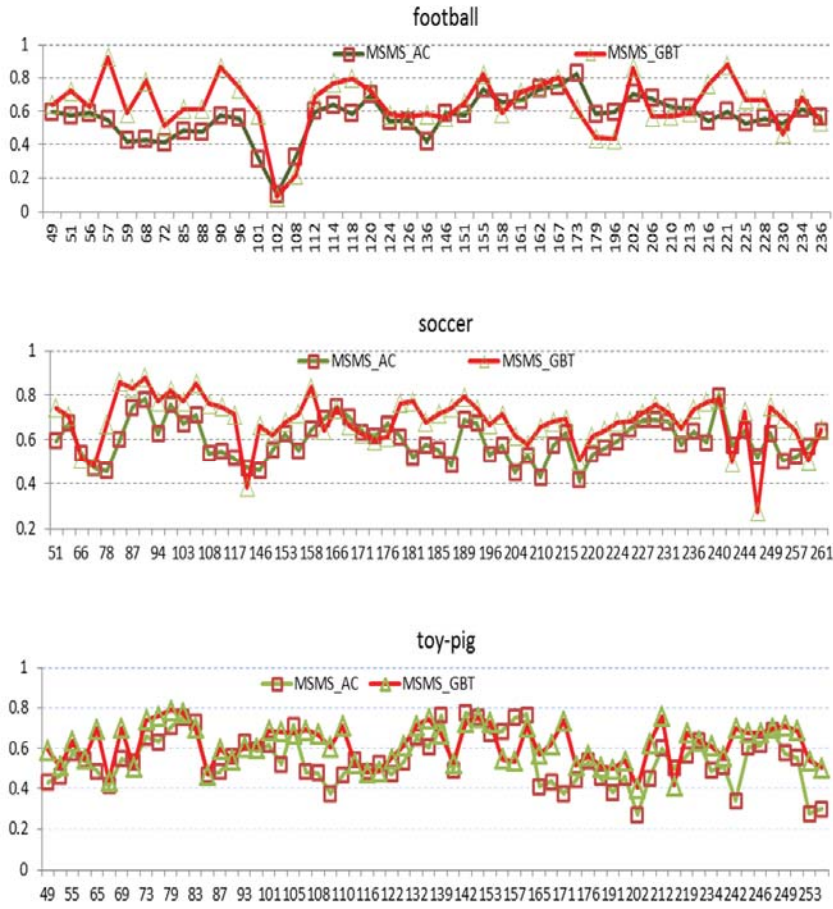 football
1
MSMS_AC MSMS_GBT
0.8
0.6
0.4
0.2
0
49 51 56 57 59 68 72 85 88 90 96 101 102 108 112 114 118 120 124 126 136 146 151 155 158 161 162 167 173 179 196 202 206 210 213 216 221 225 228 230 234 236
soccer
1
MSMS_AC MSMS_GBT
0.8
0.6
0.4
0.2
51 66 78 87 94 103 108 117 146 153 158 166 171 176 181 185 189 196 204 210 215 220 224 227 231 236 240 244 249 257 261
toy-pig
1
MSMS_AC MSMS_GBT
0.8
0.6
0.4
0.2
0
49 55 65 69 73 79 83 87 93 101 105 108 110 116 122 132 139 142 153 157 165 171 176 191 202 212 219 234 242 246 249 253